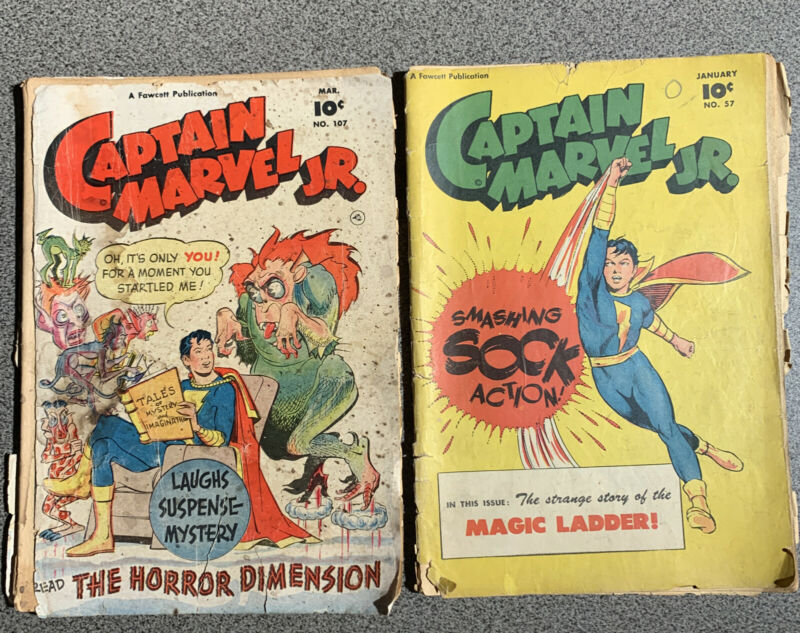 A Fawcett Publication
MAR.
10¢
NO. 107
CAPTAIN
MARVEL JR.
OH, IT'S ONLY YOU!
FOR A MOMENT YOU
STARTLED ME!
TALES
OF
MYSTERY
AND
IMAGINATION
LAUGHS
SUSPENSE-
MYSTERY
READ
THE HORROR DIMENSION
A Fawcett Publication
JANUARY
10¢
NO. 57
CAPTAIN
MARVEL JR.
SMASHING
SOCK
ACTION!
IN THIS ISSUE: The strange story of the
MAGIC LADDER!